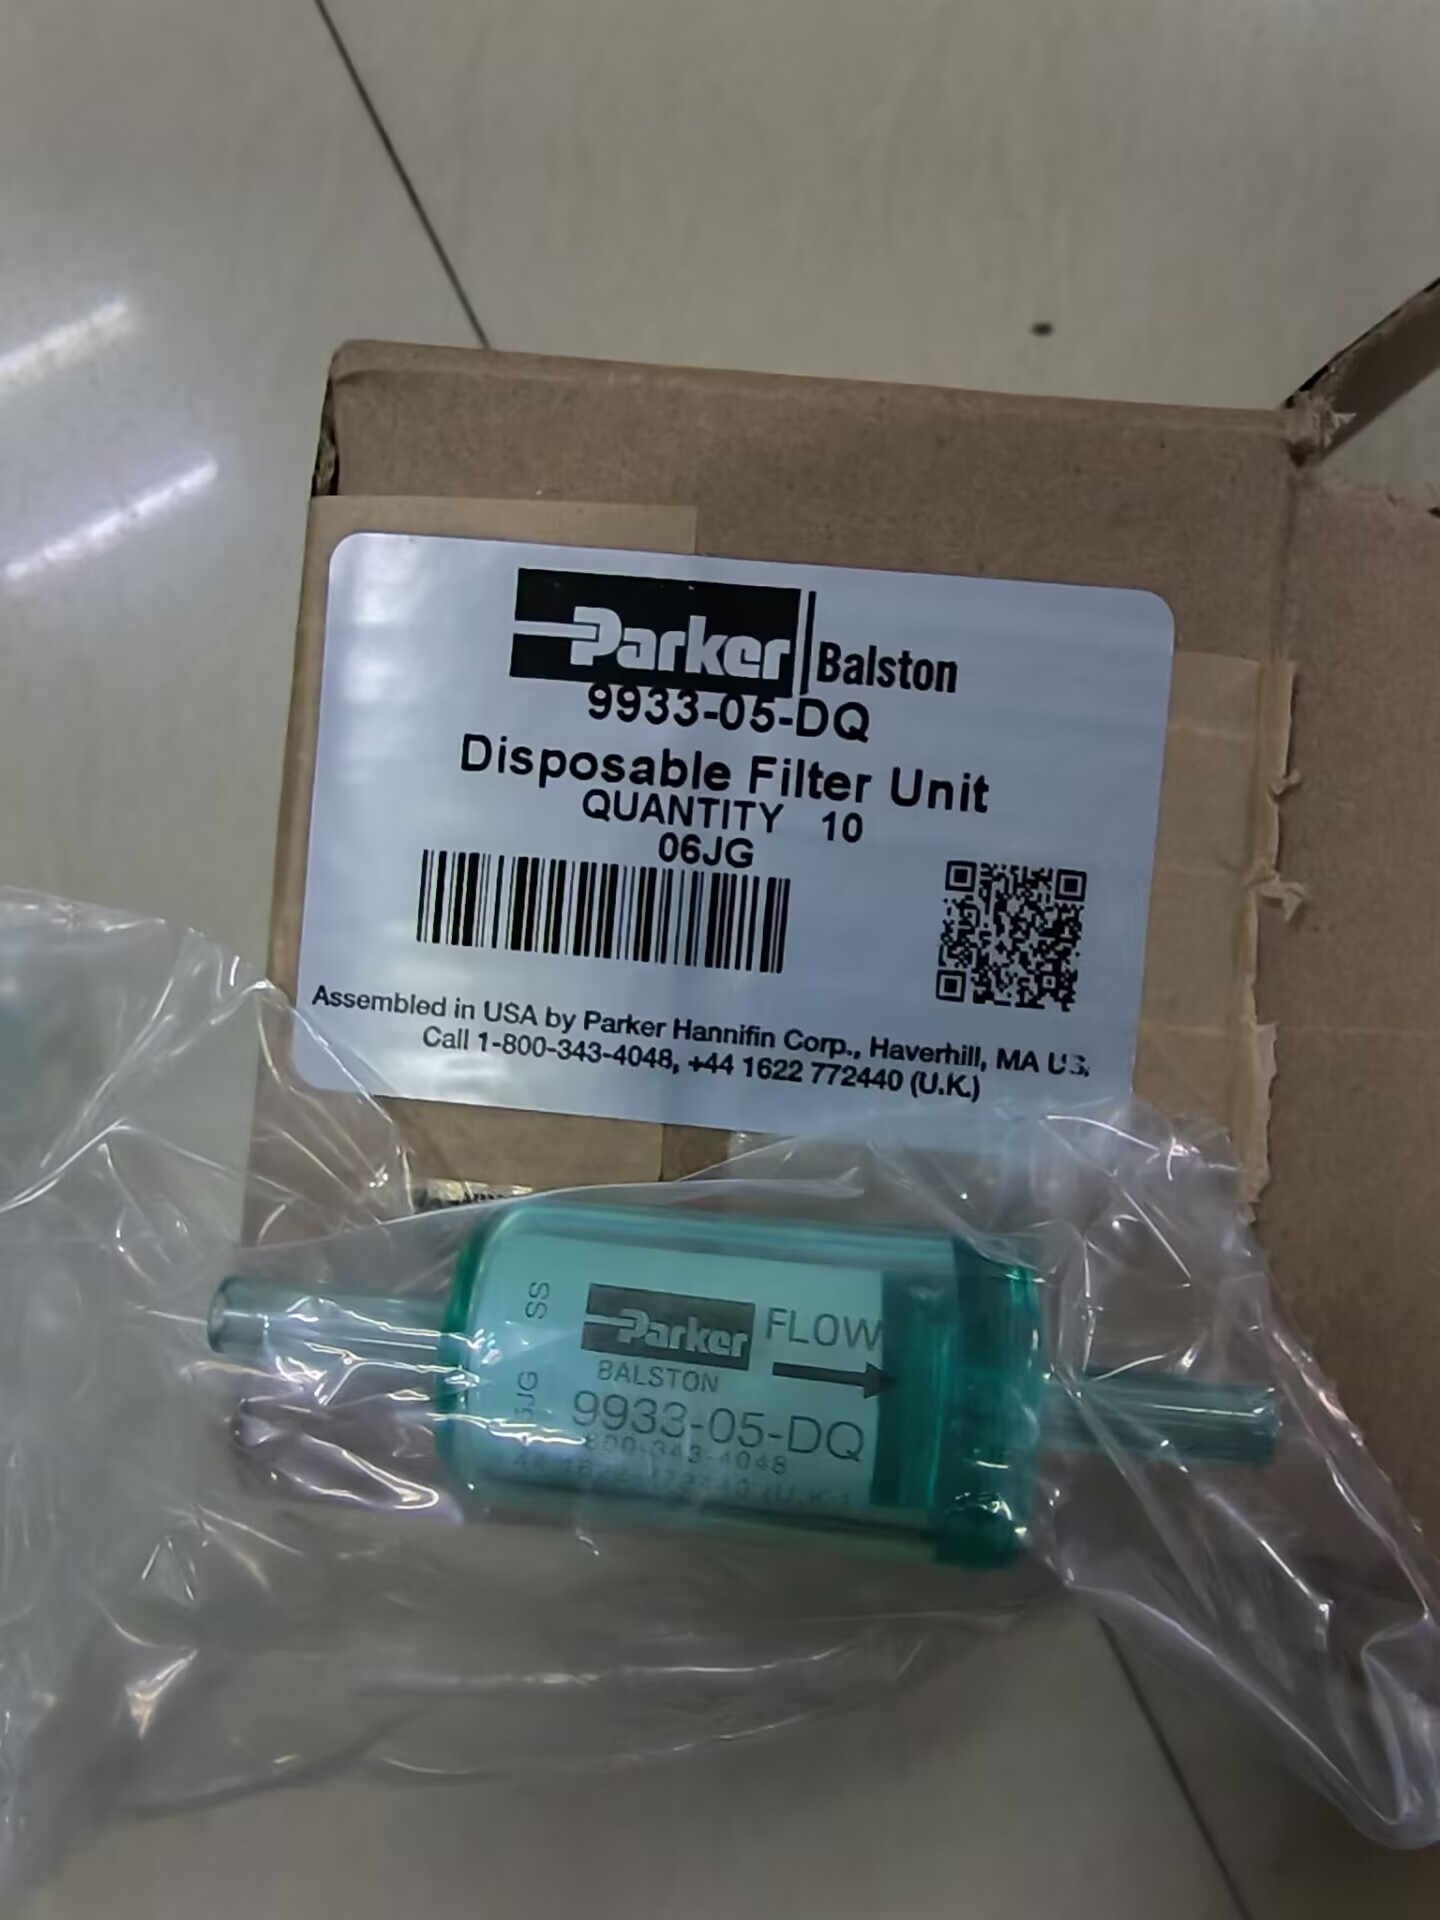 Parker Balston
9933-05-DQ
Disposable Filter Unit
QUANTITY 10
06JG
Assembled in USA by Parker Hannifin Corp., Haverhill, MA US.
Call 1-800-343-4048, +44 1622 772440 (U.K.)
SS
Parker
FLOW
BALSTON
9933-05-DQ
800-343-4048
(U.K.)